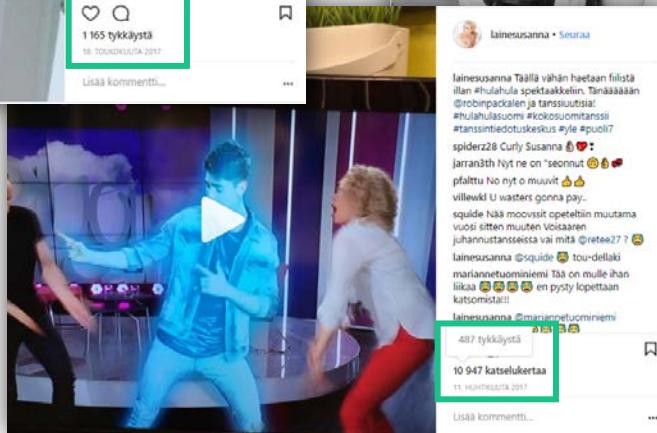 1 165 tykkäystä
18. TOUKOKUUTA 2017
Lisää kommentti...
lainesusanna • Seuraa
lainesusanna Täällä vähän haetaan fiilistä
illan #hulahula spektaakkeliin. Tänäääään
@robinpackalen ja tanssiuutisia!
#hulahulasuomi #kokosuomitanssii
#tanssintiedotuskeskus #yle #puoli7
spiderz28 Curly Susanna
jarran3th Nyt ne on "seonnut
pfalttu No nyt o muuvit
villewkl U wasters gonna pay..
squide Nää moovssit opeteltiin muutama
vuosi sitten muuten Voisaaren
juhannustansseissa vai mitä @retee27 ?
lainesusanna @squide tou-dellaki
mariannetuominiemi Tää on mulle ihan
liikaa en pysty lopettaan
katsomista!!!
lainesusanna @mariannetuominiemi
487 tykkäystä
10 947 katselukertaa
11. HUHTIKUUTA 2017
Lisää kommentti...